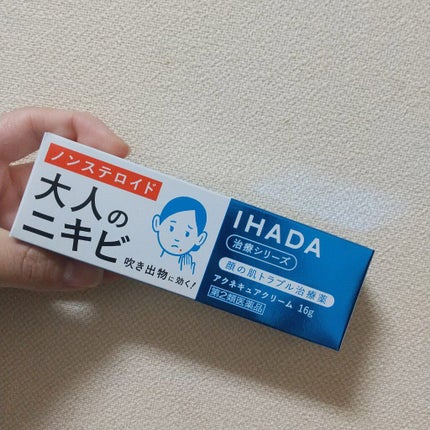 ノンステロイド
大人の
ニキビ
吹き出物に効く!
IHADA
治療シリーズ
顔の肌トラブル治療薬
アクネキュアクリーム 16g
第2類医薬品